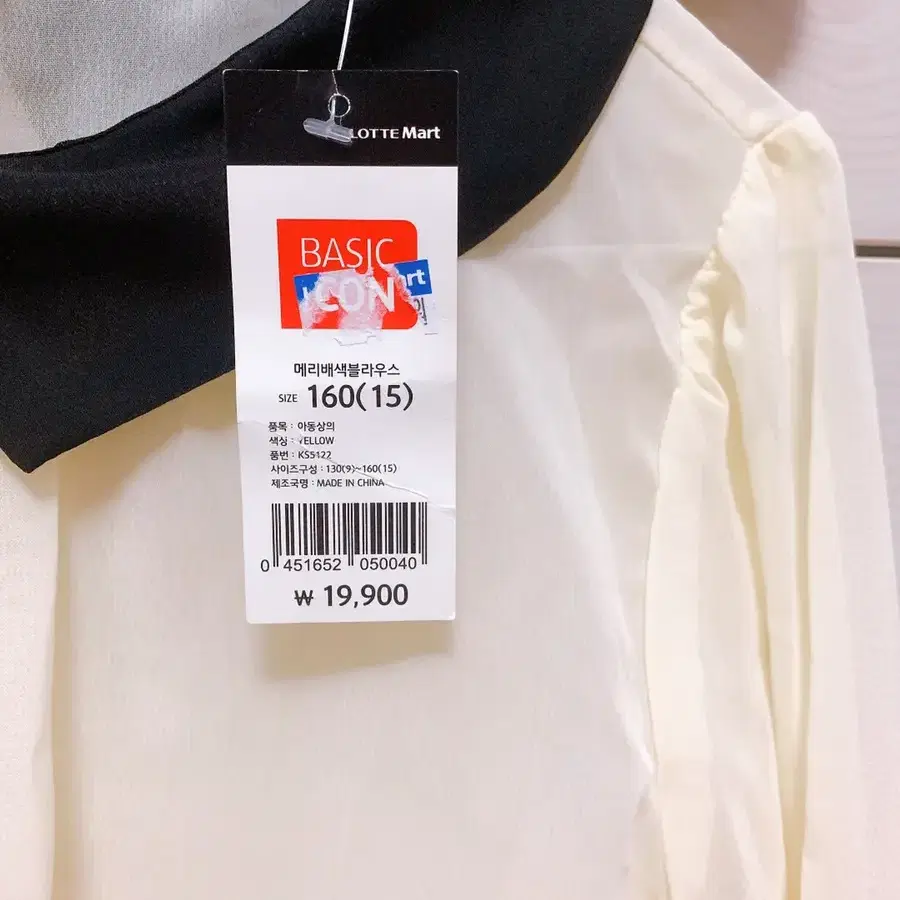 LOTTE Mart
BASIC
ICON
rt
메리배색블라우스
SIZE 160(15)
품목 : 아동상의
색상 : YELLOW
품번 : KS5122
사이즈구성 : 130(9)~160(15)
제조국명 : MADE IN CHINA
0 451652 050040
₩ 19,900